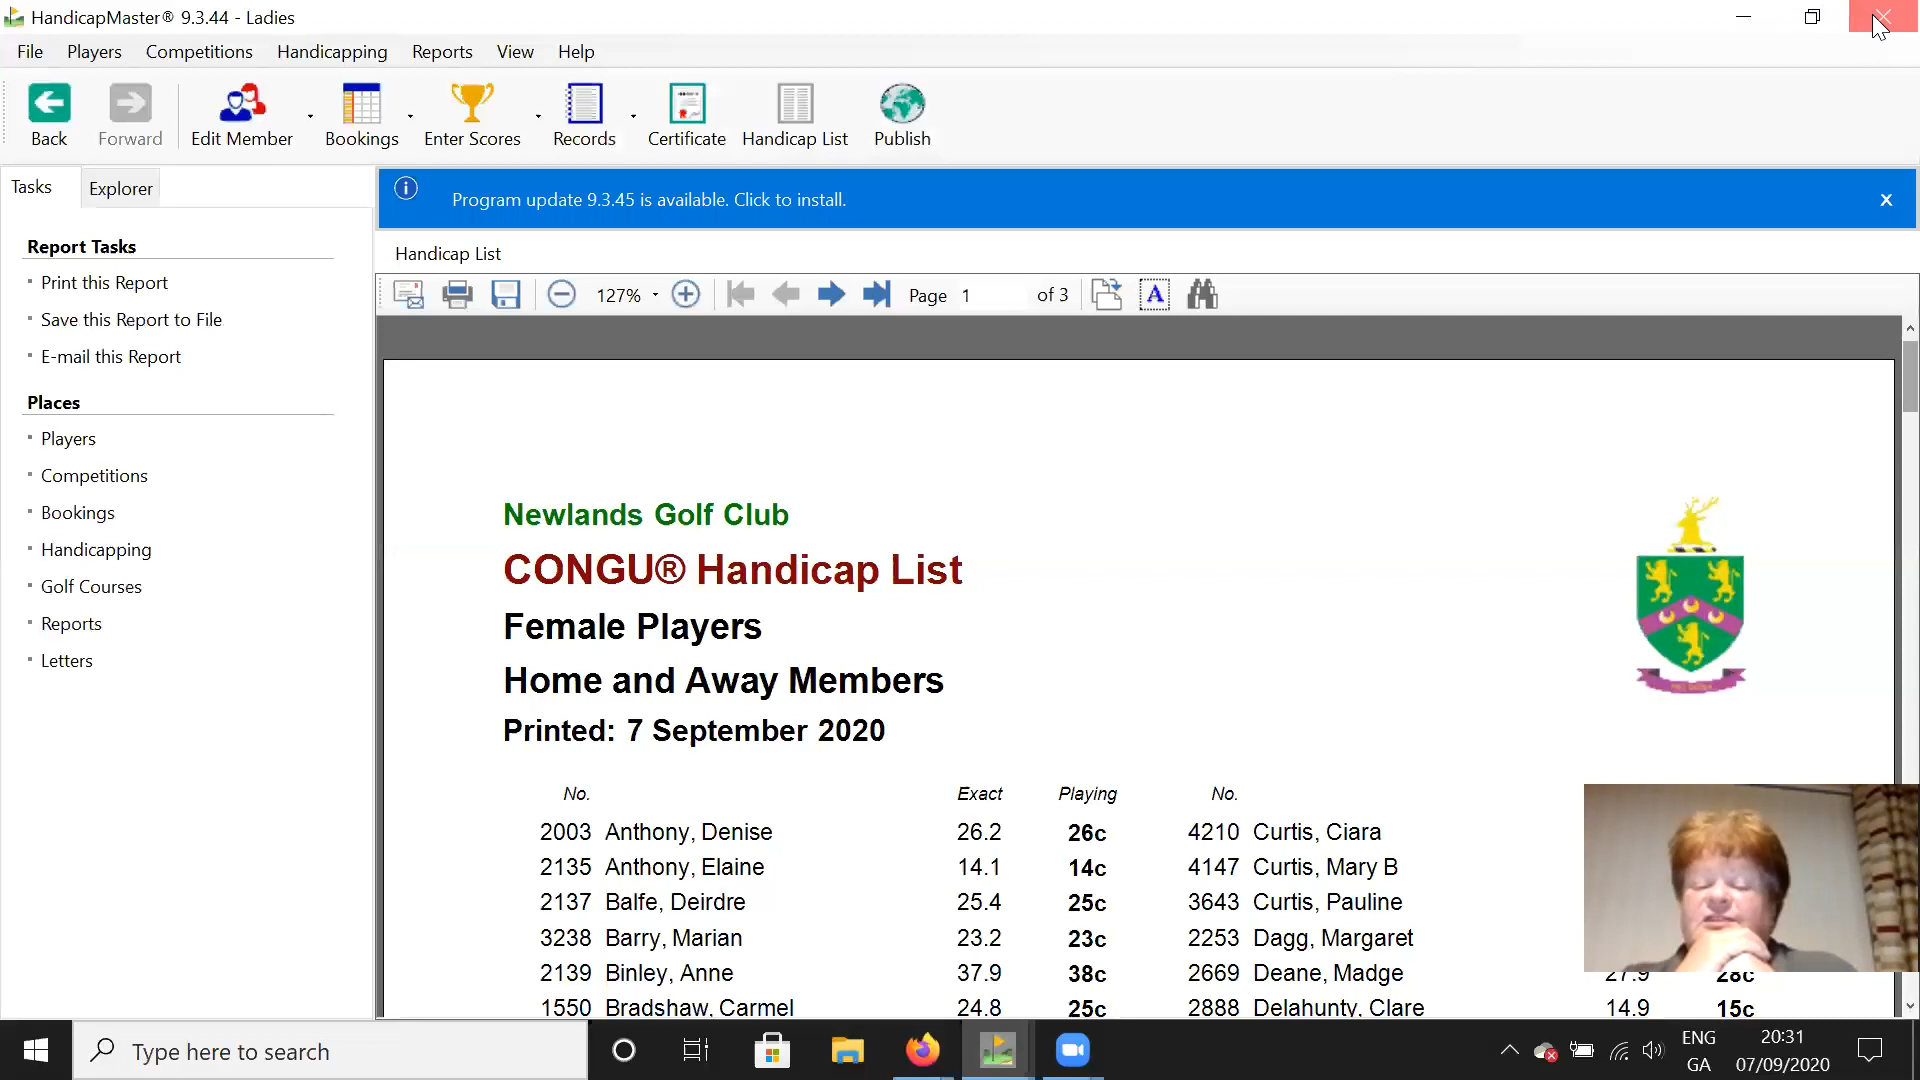 HandicapMaster® 9.3.44 - Ladies
File Players Competitions Handicapping Reports View Help
Back Forward Edit Member Bookings Enter Scores Records Certificate Handicap List Publish
Tasks Explorer
Program update 9.3.45 is available. Click to install.
Report Tasks
Print this Report
Save this Report to File
E-mail this Report
Places
Players
Competitions
Bookings
Handicapping
Golf Courses
Reports
Letters
Handicap List
127% Page 1 of 3
Newlands Golf Club
CONGU® Handicap List
Female Players
Home and Away Members
Printed: 7 September 2020
No. Exact Playing No.
2003 Anthony, Denise 26.2 26c 4210 Curtis, Ciara
2135 Anthony, Elaine 14.1 14c 4147 Curtis, Mary B
2137 Balfe, Deirdre 25.4 25c 3643 Curtis, Pauline
3238 Barry, Marian 23.2 23c 2253 Dagg, Margaret
2139 Binley, Anne 37.9 38c 2669 Deane, Madge 27.9 28c
1550 Bradshaw, Carmel 24.8 25c 2888 Delahunty, Clare 14.9 15c
Type here to search
ENG
GA
20:31
07/09/2020